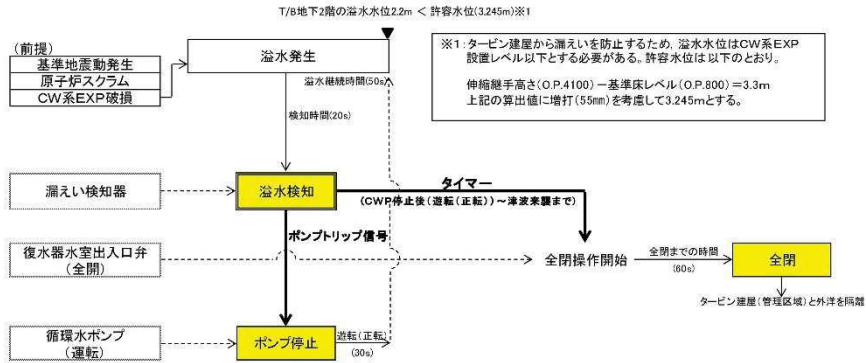 T/B地下2階の溢水水位2.2m < 許容水位(3.245m)※1
(前提)
基準地震動発生
原子炉スクラム
CW系EXP破損
溢水発生
※1:タービン建屋から漏えいを防止するため, 溢水水位はCW系EXP
設置レベル以下とする必要がある。許容水位は以下のとおり。
伸縮継手高さ(O.P.4100)-基準床レベル(O.P.800)=3.3m
上記の算出値に増打(55mm)を考慮して3.245mとする。
溢水継続時間(50s)
検知時間(20s)
漏えい検知器
溢水検知
タイマー
(CWP停止後(遊転(正転))~津波来襲まで)
ポンプトリップ信号
復水器水室出入口弁
(全開)
全閉操作開始
全閉までの時間
(60s)
全閉
タービン建屋(管理区域)と外洋を隔離
循環水ポンプ
(運転)
ポンプ停止
遊転(正転)
(30s)